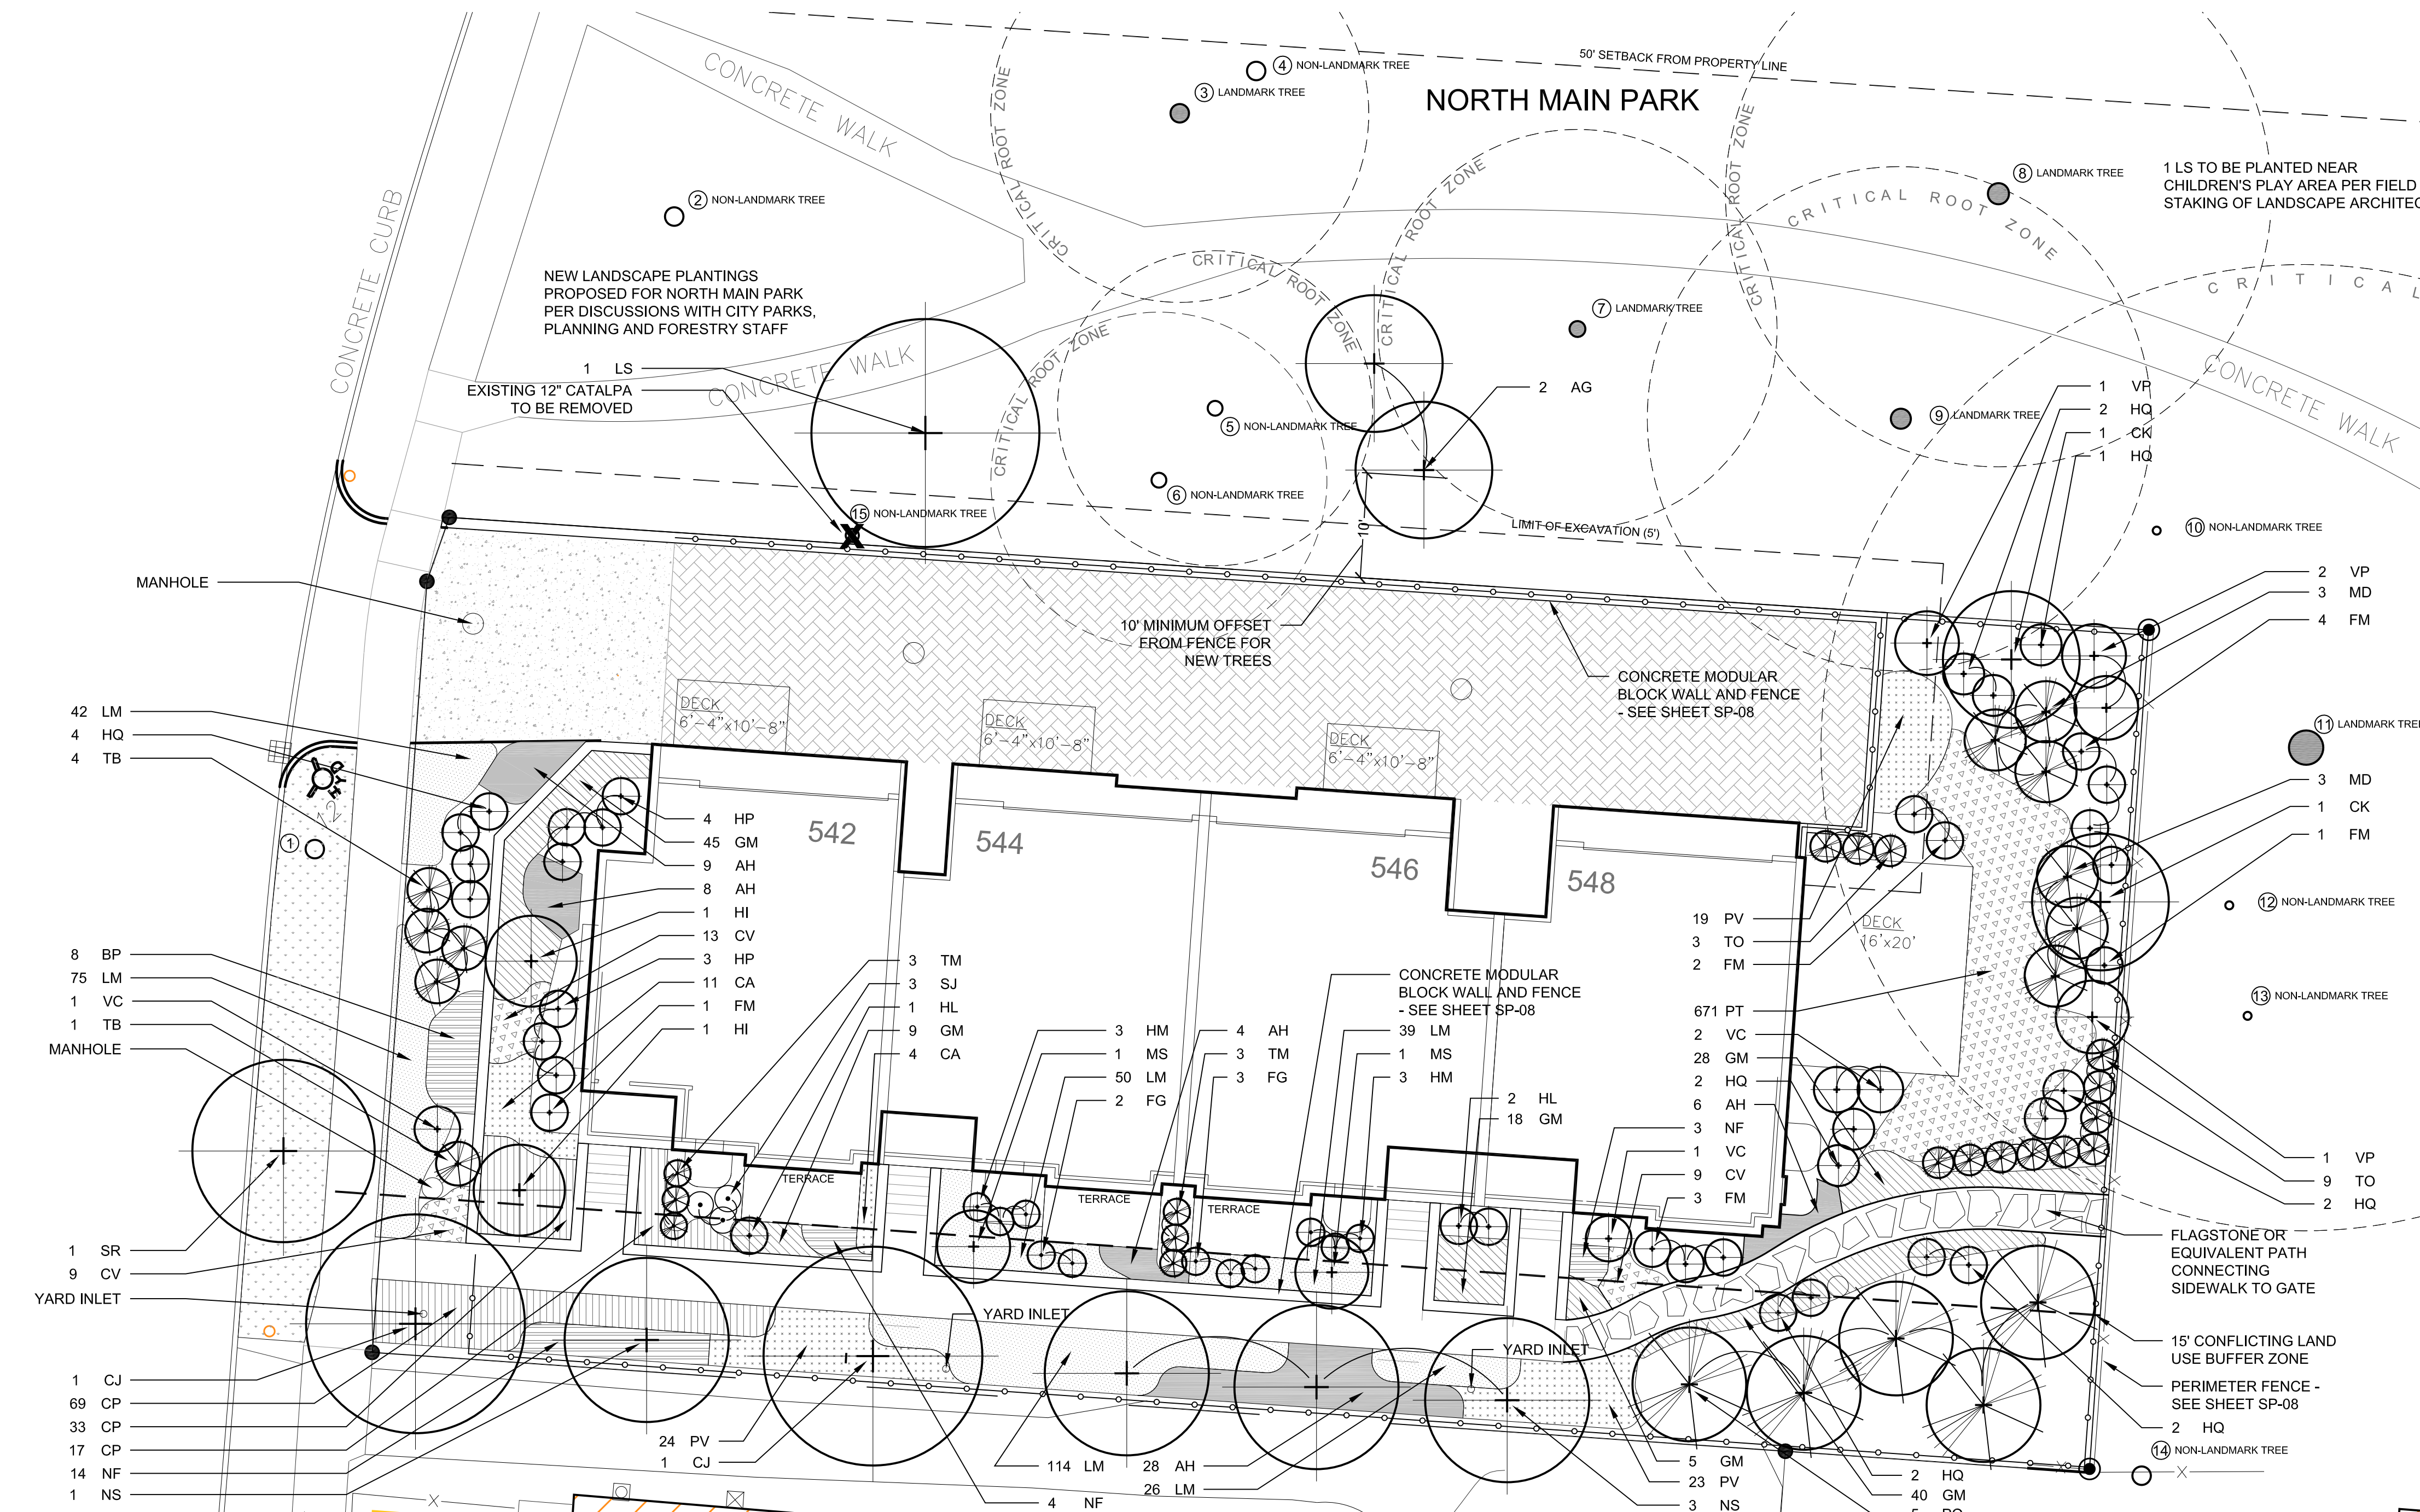 50' SETBACK FROM PROPERTY LINE
④ NON-LANDMARK TREE
③ LANDMARK TREE
NORTH MAIN PARK
CONCRETE WALK
CRITICAL ROOT ZONE
CRITICAL ROOT ZONE
CRITICAL ROOT ZONE
CRITICAL ROOT ZONE
CRITICAL ROOT ZONE
CRITICAL ROOT ZONE
CRITICAL ROOT ZONE
CRITICAL ROOT ZONE
CRITICAL
⑧ LANDMARK TREE
1 LS TO BE PLANTED NEAR
CHILDREN'S PLAY AREA PER FIELD
STAKING OF LANDSCAPE
② NON-LANDMARK TREE
CONCRETE CURB
NEW LANDSCAPE PLANTINGS
PROPOSED FOR NORTH MAIN PARK
PER DISCUSSIONS WITH CITY PARKS,
PLANNING AND FORESTRY STAFF
⑦ LANDMARK TREE
1 LS
EXISTING 12" CATALPA
TO BE REMOVED
CONCRETE WALK
CONCRETE WALK
2 AG
⑤ NON-LANDMARK TREE
⑨ LANDMARK TREE
1 VP
2 HQ
1 CK
1 HQ
⑥ NON-LANDMARK TREE
⑮ NON-LANDMARK TREE
X
LIMIT OF EXCAVATION (5')
10'
⑩ NON-LANDMARK TREE
MANHOLE
10' MINIMUM OFFSET
FROM FENCE FOR
NEW TREES
2 VP
3 MD
4 FM
CONCRETE MODULAR
BLOCK WALL AND FENCE
- SEE SHEET SP-08
DECK
6'-4"x10'-8"
DECK
6'-4"x10'-8"
DECK
6'-4"x10'-8"
42 LM
4 HQ
4 TB
⑪ LANDMARK TREE
3 MD
1 CK
1 FM
HYD
①
4 HP
45 GM
9 AH
8 AH
1 HI
13 CV
3 HP
11 CA
1 FM
1 HI
542
544
546
548
⑫ NON-LANDMARK TREE
19 PV
3 TO
2 FM
DECK
16'x20'
8 BP
75 LM
1 VC
1 TB
MANHOLE
3 TM
3 SJ
1 HL
9 GM
4 CA
3 HM
1 MS
50 LM
2 FG
4 AH
3 TM
3 FG
CONCRETE MODULAR
BLOCK WALL AND FENCE
- SEE SHEET SP-08
39 LM
1 MS
3 HM
2 HL
18 GM
671 PT
2 VC
28 GM
2 HQ
6 AH
3 NF
1 VC
9 CV
3 FM
⑬ NON-LANDMARK TREE
1 VP
9 TO
2 HQ
TERRACE
TERRACE
TERRACE
1 SR
9 CV
YARD INLET
FLAGSTONE OR
EQUIVALENT PATH
CONNECTING
SIDEWALK TO GATE
YARD INLET
YARD INLET
15' CONFLICTING LAND
USE BUFFER ZONE
1 CJ
69 CP
33 CP
17 CP
14 NF
1 NS
PERIMETER FENCE -
SEE SHEET SP-08
2 HQ
⑭ NON-LANDMARK TREE
24 PV
1 CJ
114 LM
4 NF
28 AH
26 LM
5 GM
23 PV
3 NS
2 HQ
40 GM
X
X